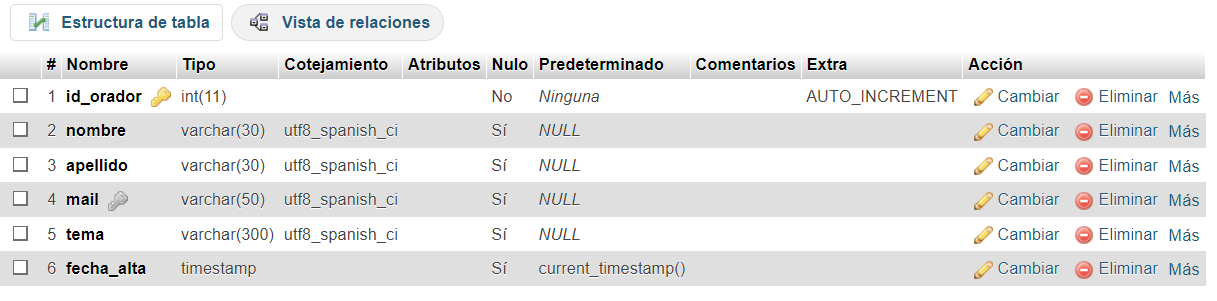 Estructura de tabla Vista de relaciones
# Nombre Tipo Cotejamiento Atributos Nulo Predeterminado Comentarios Extra Acción
1 id_orador int(11) No Ninguna AUTO_INCREMENT Cambiar Eliminar Más
2 nombre varchar(30) utf8_spanish_ci Sí NULL Cambiar Eliminar Más
3 apellido varchar(30) utf8_spanish_ci Sí NULL Cambiar Eliminar Más
4 mail varchar(50) utf8_spanish_ci Sí NULL Cambiar Eliminar Más
5 tema varchar(300) utf8_spanish_ci Sí NULL Cambiar Eliminar Más
6 fecha_alta timestamp Sí current_timestamp() Cambiar Eliminar Más